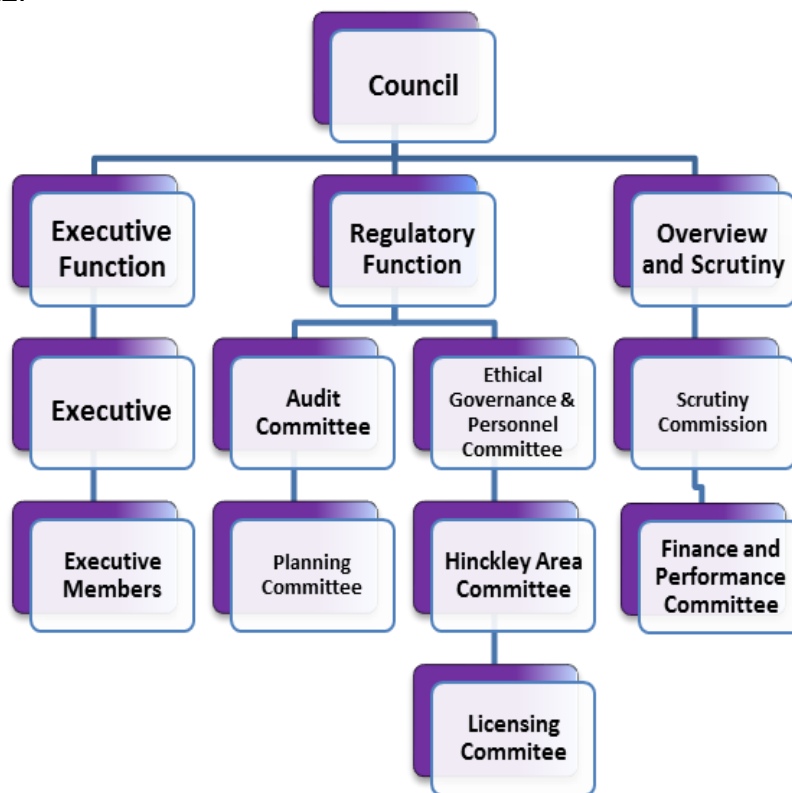 Council
Executive
Function
Regulatory
Function
Overview
and Scrutiny
Executive
Audit
Committee
Ethical
Governance &
Personnel
Committee
Scrutiny
Commission
Executive
Members
Planning
Committee
Hinckley Area
Committee
Finance and
Performance
Committee
Licensing
Commitee